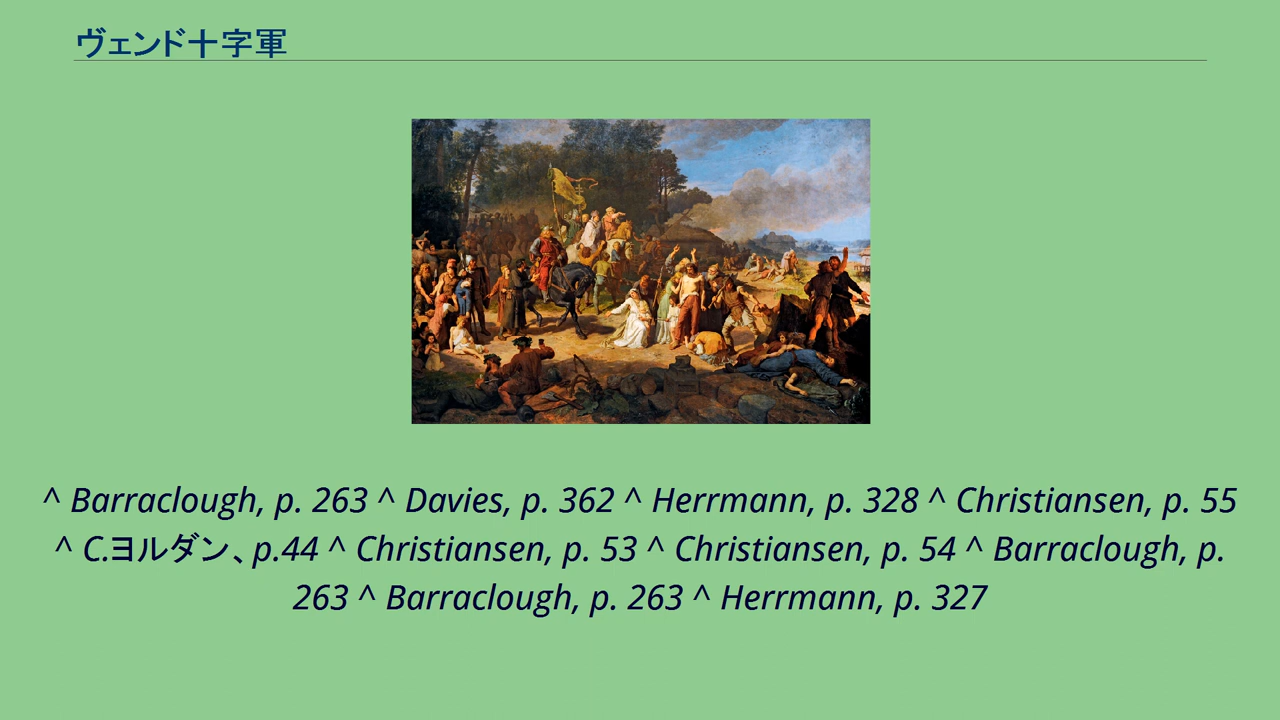 ヴェンド十字軍
^ Barraclough, p. 263 ^ Davies, p. 362 ^ Herrmann, p. 328 ^ Christiansen, p. 55
^ C.ヨルダン、p.44 ^ Christiansen, p. 53 ^ Christiansen, p. 54 ^ Barraclough, p.
263 ^ Barraclough, p. 263 ^ Herrmann, p. 327